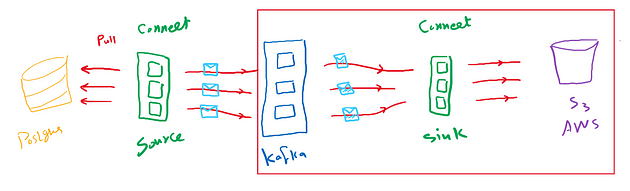 Connect
Connect
Pull
S3
AWS
Postgres
Source
Kafka
Sink